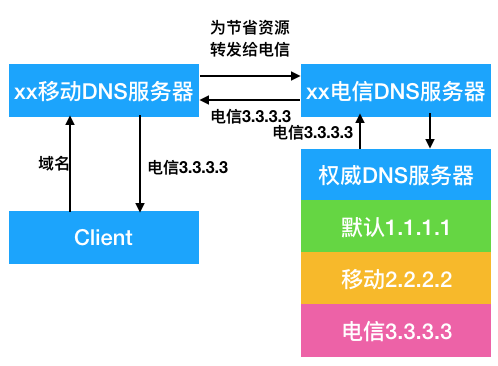 为节省资源
转发给电信
xx移动DNS服务器
xx电信DNS服务器
电信3.3.3.3
电信3.3.3.3
域名
电信3.3.3.3
权威DNS服务器
Client
默认1.1.1.1
移动2.2.2.2
电信3.3.3.3